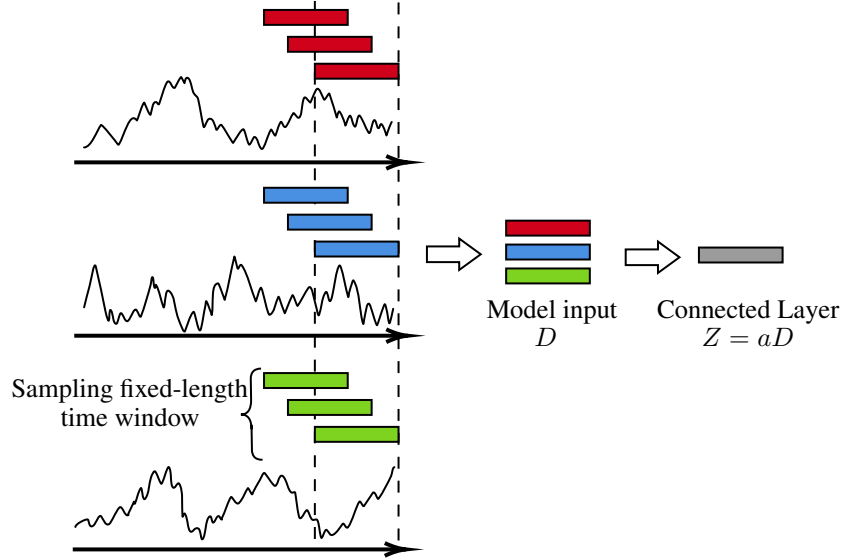 Model input
D
Connected Layer
Z = aD
Sampling fixed-length
time window